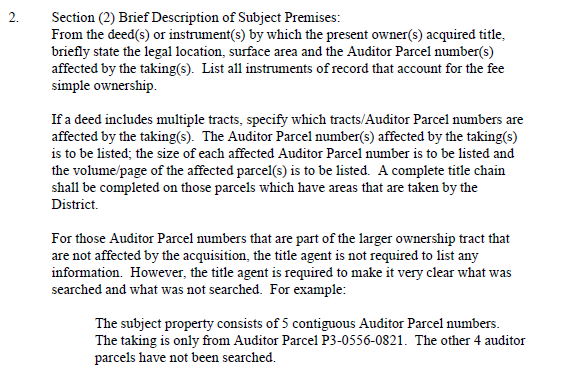 2. Section (2) Brief Description of Subject Premises:
From the deed(s) or instrument(s) by which the present owner(s) acquired title,
briefly state the legal location, surface area and the Auditor Parcel number(s)
affected by the taking(s). List all instruments of record that account for the fee
simple ownership.
If a deed includes multiple tracts, specify which tracts/Auditor Parcel numbers are
affected by the taking(s). The Auditor Parcel number(s) affected by the taking(s)
is to be listed; the size of each affected Auditor Parcel number is to be listed and
the volume/page of the affected parcel(s) is to be listed. A complete title chain
shall be completed on those parcels which have areas that are taken by the
District.
For those Auditor Parcel numbers that are part of the larger ownership tract that
are not affected by the acquisition, the title agent is not required to list any
information. However, the title agent is required to make it very clear what was
searched and what was not searched. For example:
The subject property consists of 5 contiguous Auditor Parcel numbers.
The taking is only from Auditor Parcel P3-0556-0821. The other 4 auditor
parcels have not been searched.